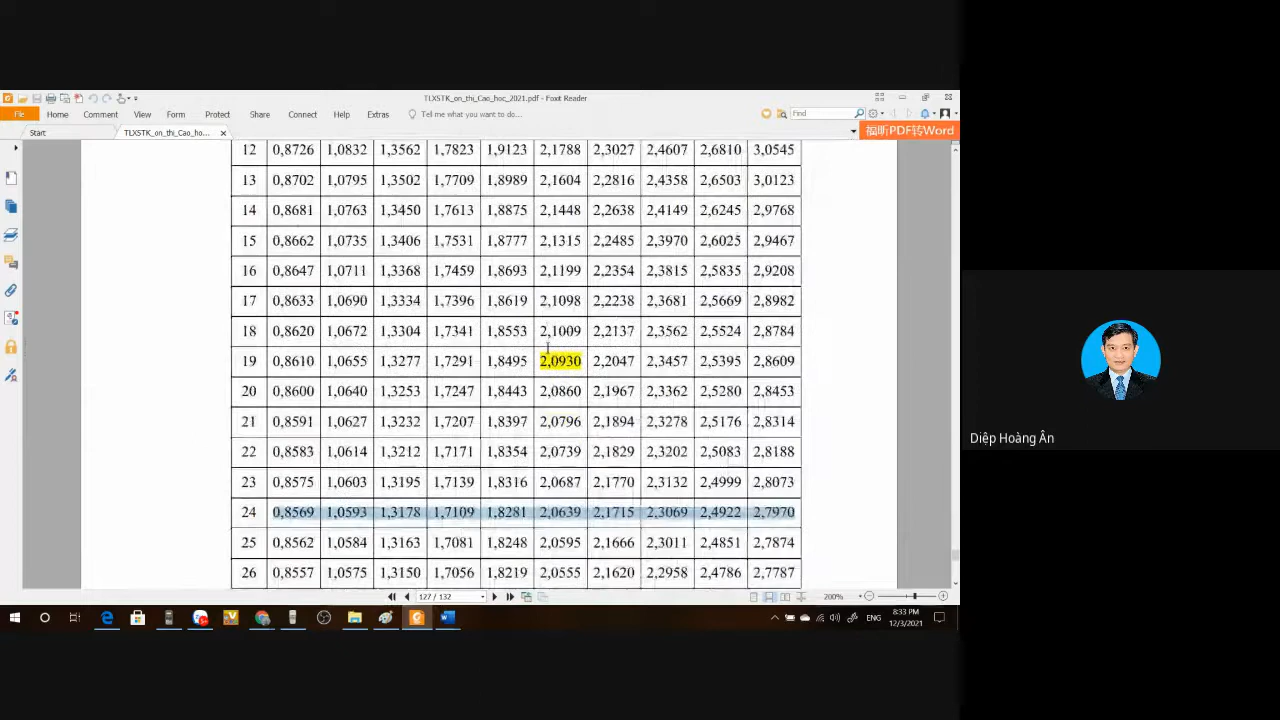 TLXSTK_on_thi_Cao_hoc_2021.pdf - Foxit Reader
File Home Comment View Form Protect Share Connect Help Extras Tell me what you want to do... Find
Start TLXSTK_on_thi_Cao_ho... 福昕PDF转Word
12 0,8726 1,0832 1,3562 1,7823 1,9123 2,1788 2,3027 2,4607 2,6810 3,0545
13 0,8702 1,0795 1,3502 1,7709 1,8989 2,1604 2,2816 2,4358 2,6503 3,0123
14 0,8681 1,0763 1,3450 1,7613 1,8875 2,1448 2,2638 2,4149 2,6245 2,9768
15 0,8662 1,0735 1,3406 1,7531 1,8777 2,1315 2,2485 2,3970 2,6025 2,9467
16 0,8647 1,0711 1,3368 1,7459 1,8693 2,1199 2,2354 2,3815 2,5835 2,9208
17 0,8633 1,0690 1,3334 1,7396 1,8619 2,1098 2,2238 2,3681 2,5669 2,8982
18 0,8620 1,0672 1,3304 1,7341 1,8553 2,1009 2,2137 2,3562 2,5524 2,8784
19 0,8610 1,0655 1,3277 1,7291 1,8495 2,0930 2,2047 2,3457 2,5395 2,8609
20 0,8600 1,0640 1,3253 1,7247 1,8443 2,0860 2,1967 2,3362 2,5280 2,8453
21 0,8591 1,0627 1,3232 1,7207 1,8397 2,0796 2,1894 2,3278 2,5176 2,8314
22 0,8583 1,0614 1,3212 1,7171 1,8354 2,0739 2,1829 2,3202 2,5083 2,8188
23 0,8575 1,0603 1,3195 1,7139 1,8316 2,0687 2,1770 2,3132 2,4999 2,8073
24 0,8569 1,0593 1,3178 1,7109 1,8281 2,0639 2,1715 2,3069 2,4922 2,7970
25 0,8562 1,0584 1,3163 1,7081 1,8248 2,0595 2,1666 2,3011 2,4851 2,7874
26 0,8557 1,0575 1,3150 1,7056 1,8219 2,0555 2,1620 2,2958 2,4786 2,7787
127 / 132 200%
ENG 8:33 PM
12/3/2021
Diệp Hoàng Ân